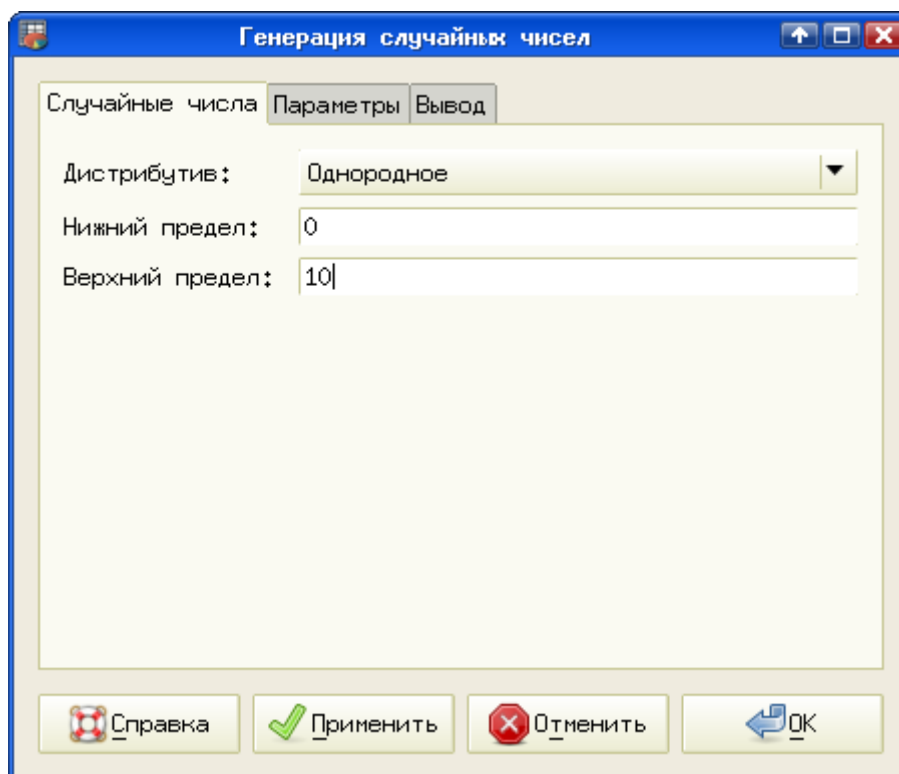 Генерация случайных чисел
Случайные числа Параметры Вывод
Дистрибутив: Однородное
Нижний предел: 0
Верхний предел: 10
Справка Применить Отменить OK